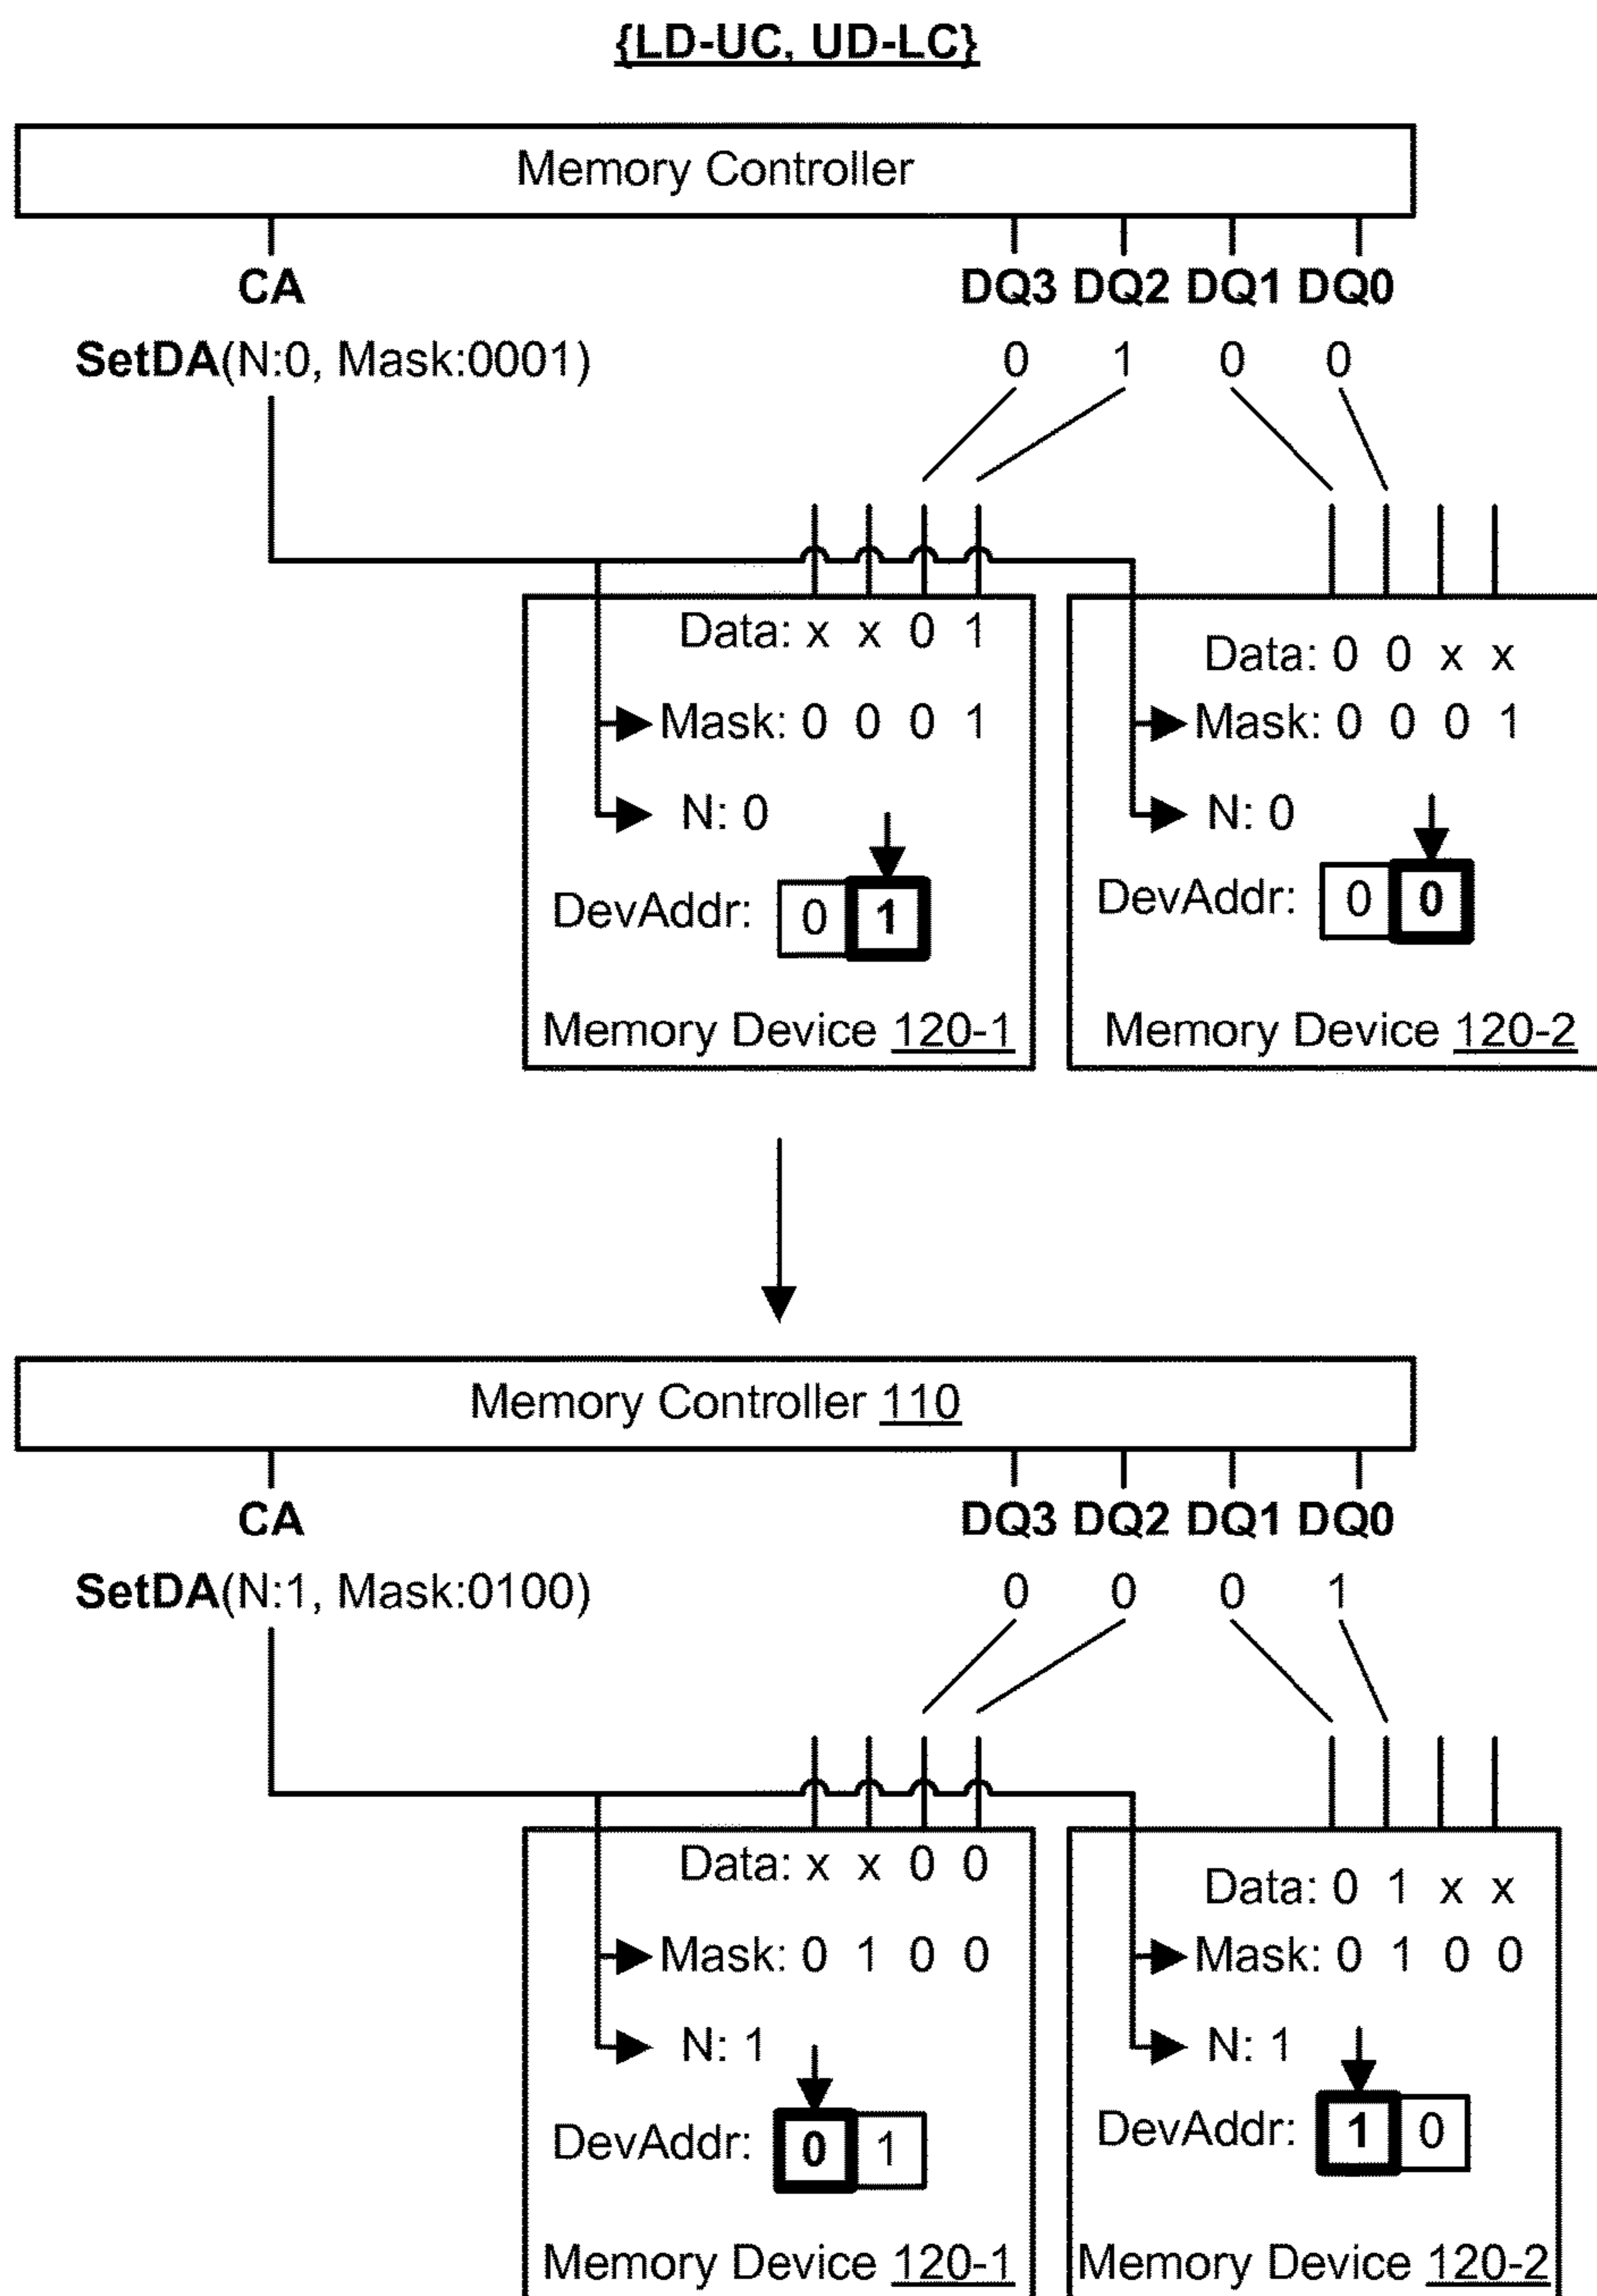 {LD-UC, UD-LC}
Memory Controller
CA DQ3 DQ2 DQ1 DQ0
SetDA(N:0, Mask:0001) 0 1 0 0
Data: x x 0 1
Data: 0 0 x x
Mask: 0 0 0 1 Mask: 0 0 0 1
N: 0 N: 0
DevAddr: 0 1 DevAddr: 0 0
Memory Device 120-1 Memory Device 120-2
Memory Controller 110
CA DQ3 DQ2 DQ1 DQ0
SetDA(N:1, Mask:0100) 0 0 0 1
Data: x x 0 0
Data: 0 1 x x
Mask: 0 1 0 0 Mask: 0 1 0 0
N: 1 N: 1
DevAddr: 0 1 DevAddr: 1 0
Memory Device 120-1 Memory Device 120-2